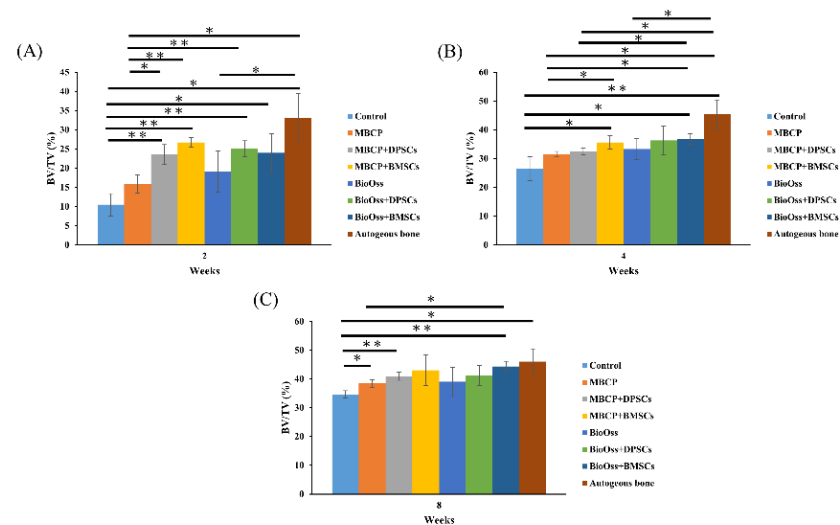 (A)
*
* *
* *
*
*
*
*
* *
* *
* *
BV/TV (%)
45
40
35
30
25
20
15
10
5
0
2
Weeks
Control
MBCP
MBCP+DPSCs
MBCP+BMSCs
BioOss
BioOss+DPSCs
BioOss+BMSCs
Autogeous bone
(B)
*
*
*
*
*
*
* *
*
*
BV/TV (%)
60
50
40
30
20
10
0
4
Weeks
Control
MBCP
MBCP+DPSCs
MBCP+BMSCs
BioOss
BioOss+DPSCs
BioOss+BMSCs
Autogeous bone
(C)
*
*
* *
* *
*
BV/TV (%)
60
50
40
30
20
10
0
8
Weeks
Control
MBCP
MBCP+DPSCs
MBCP+BMSCs
BioOss
BioOss+DPSCs
BioOss+BMSCs
Autogeous bone